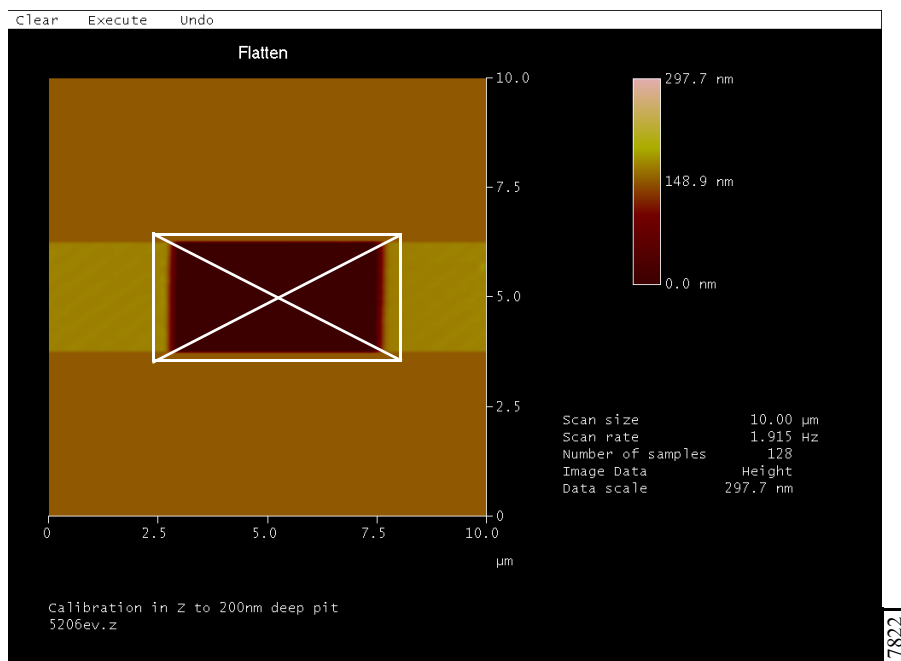 Clear Execute Undo
Flatten
10.0
7.5
5.0
2.5
0
0 2.5 5.0 7.5 10.0
µm
297.7 nm
148.9 nm
0.0 nm
Scan size 10.00 µm
Scan rate 1.915 Hz
Number of samples 128
Image Data Height
Data scale 297.7 nm
Calibration in Z to 200nm deep pit
5206ev.z
7822